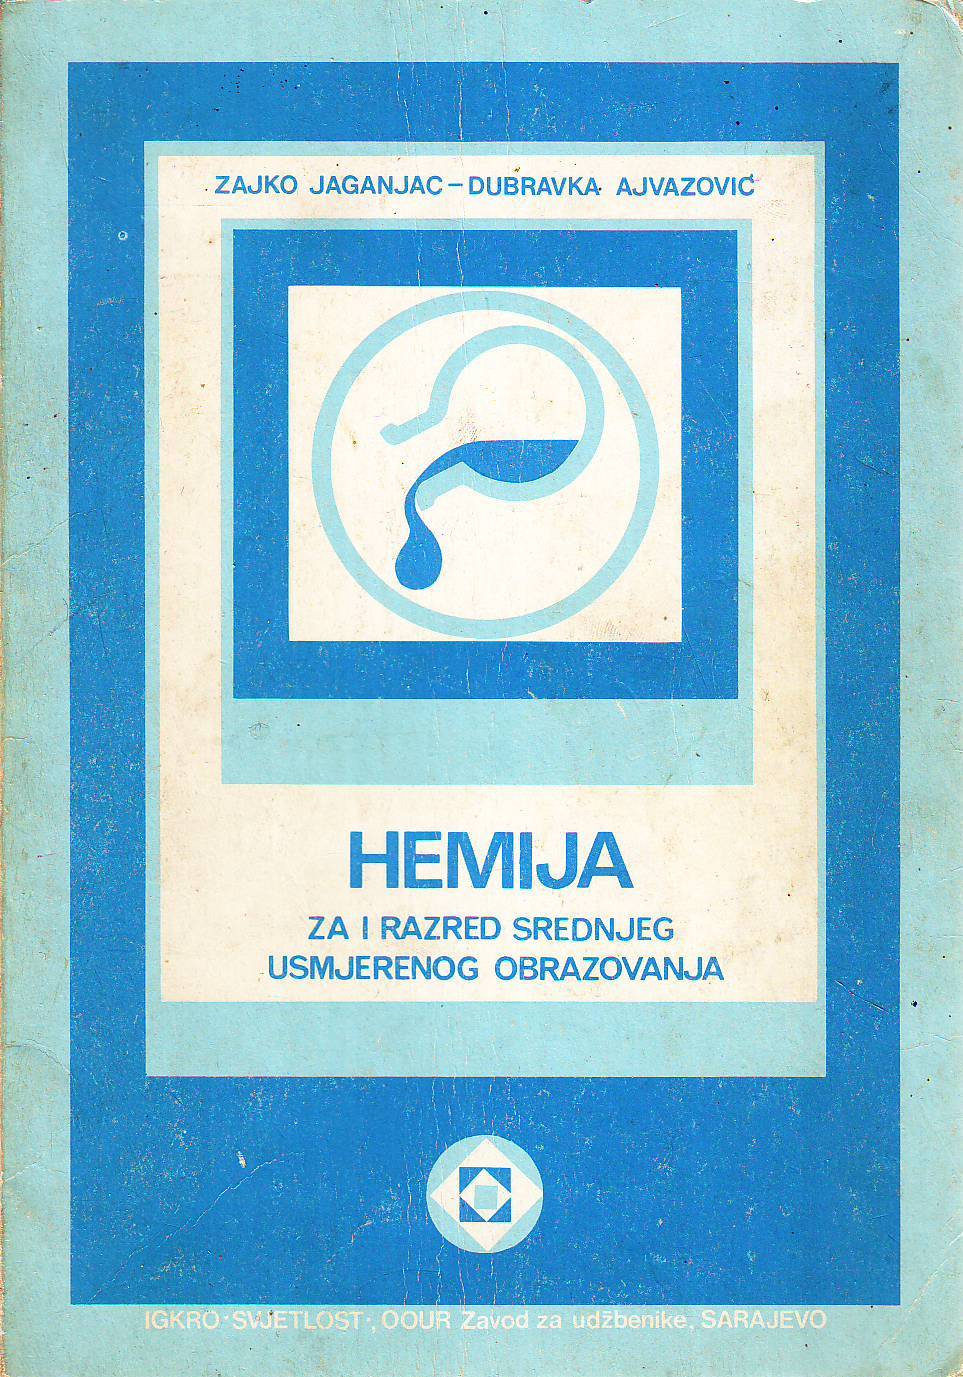 ZAJKO JAGANJAC – DUBRAVKA AJVAZOVIĆ
HEMIJA
ZA I RAZRED SREDNJEG
USMJERENOG OBRAZOVANJA
IGKRO ·SVJETLOST·, OOUR Zavod za udžbenike, SARAJEVO